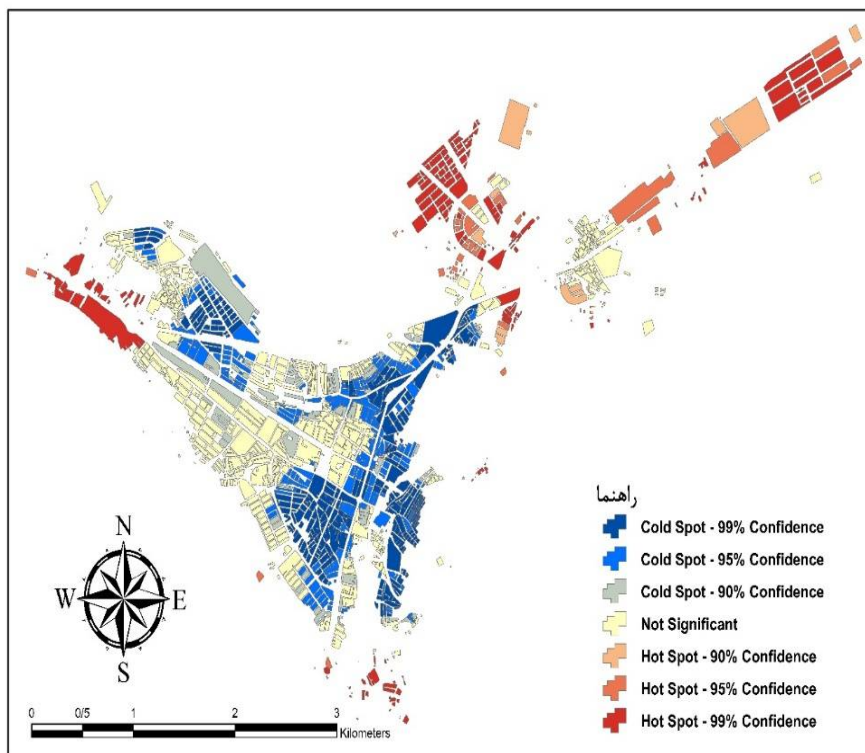 N
W E
S
0 0/5 1 2 3
Kilometers
راهنما
Cold Spot - 99% Confidence
Cold Spot - 95% Confidence
Cold Spot - 90% Confidence
Not Significant
Hot Spot - 90% Confidence
Hot Spot - 95% Confidence
Hot Spot - 99% Confidence